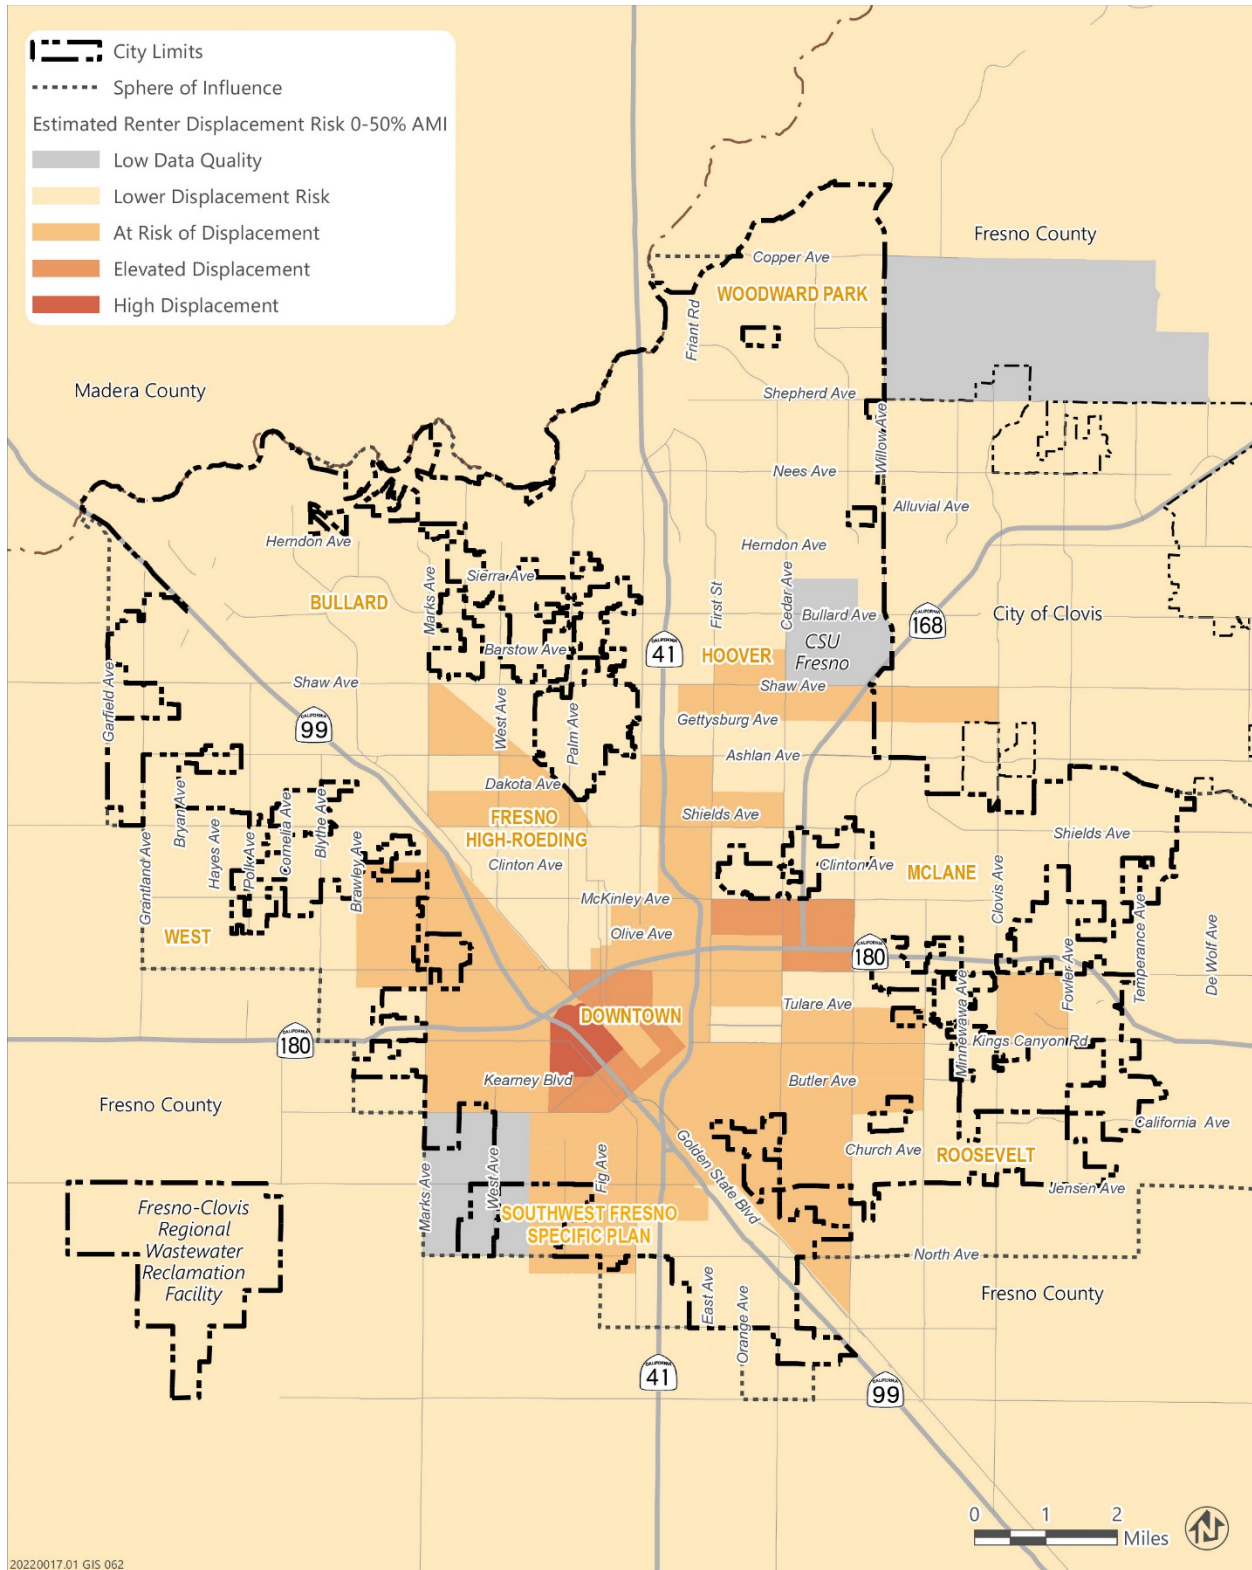 City Limits
Sphere of Influence
Estimated Renter Displacement Risk 0-50% AMI
Low Data Quality
Lower Displacement Risk
At Risk of Displacement
Elevated Displacement
High Displacement
Fresno County
Copper Ave
WOODWARD PARK
Friant Rd
Madera County
Shepherd Ave
Willow Ave
Nees Ave
Alluvial Ave
Herndon Ave
Herndon Ave
Sierra Ave
Marks Ave
BULLARD
First St
Cedar Ave
Bullard Ave
CALIFORNIA
168
City of Clovis
CSU
Fresno
CALIFORNIA
41
HOOVER
Barstow Ave
Shaw Ave
Shaw Ave
Garfield Ave
West Ave
Palm Ave
CALIFORNIA
99
Gettysburg Ave
Ashlan Ave
Dakota Ave
FRESNO
HIGH-ROEDING
Shields Ave
Shields Ave
Grantland Ave
Bryan Ave
Hayes Ave
Polk Ave
Cornelia Ave
Blythe Ave
Brawley Ave
Clinton Ave
Clinton Ave
MCLANE
Clovis Ave
McKinley Ave
WEST
Olive Ave
CALIFORNIA
180
Fowler Ave
Temperance Ave
De Wolf Ave
Minnewawa Ave
Tulare Ave
DOWNTOWN
CALIFORNIA
180
Kings Canyon Rd
Kearney Blvd
Butler Ave
Fresno County
California Ave
Golden State Blvd
Church Ave
ROOSEVELT
Fig Ave
Marks Ave
West Ave
Jensen Ave
Fresno-Clovis
Regional
Wastewater
Reclamation
Facility
SOUTHWEST FRESNO
SPECIFIC PLAN
North Ave
Fresno County
East Ave
Orange Ave
CALIFORNIA
41
CALIFORNIA
99
0 1 2
Miles
N
20220017.01 GIS 062